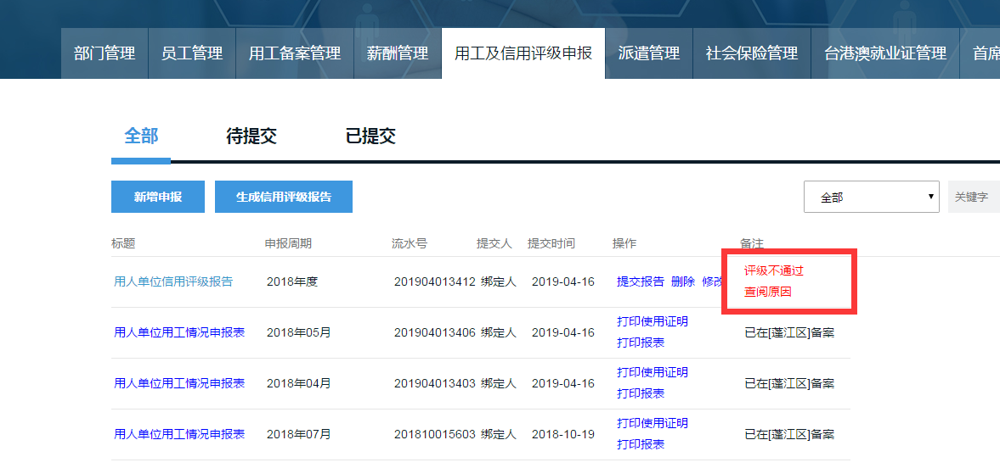 部门管理 员工管理 用工备案管理 薪酬管理 用工及信用评级申报 派遣管理 社会保险管理 台港澳就业证管理 首席
全部 待提交 已提交
新增申报 生成信用评级报告 全部 关键字
标题 申报周期 流水号 提交人 提交时间 操作 备注
用人单位信用评级报告 2018年度 201904013412 绑定人 2019-04-16 提交报告 删除 修改 评级不通过
查阅原因
用人单位用工情况申报表 2018年05月 201904013406 绑定人 2019-04-16 打印使用证明 已在[蓬江区]备案
打印报表
用人单位用工情况申报表 2018年04月 201904013403 绑定人 2019-04-16 打印使用证明 已在[蓬江区]备案
打印报表
用人单位用工情况申报表 2018年07月 201810015603 绑定人 2018-10-19 打印使用证明 已在[蓬江区]备案
打印报表